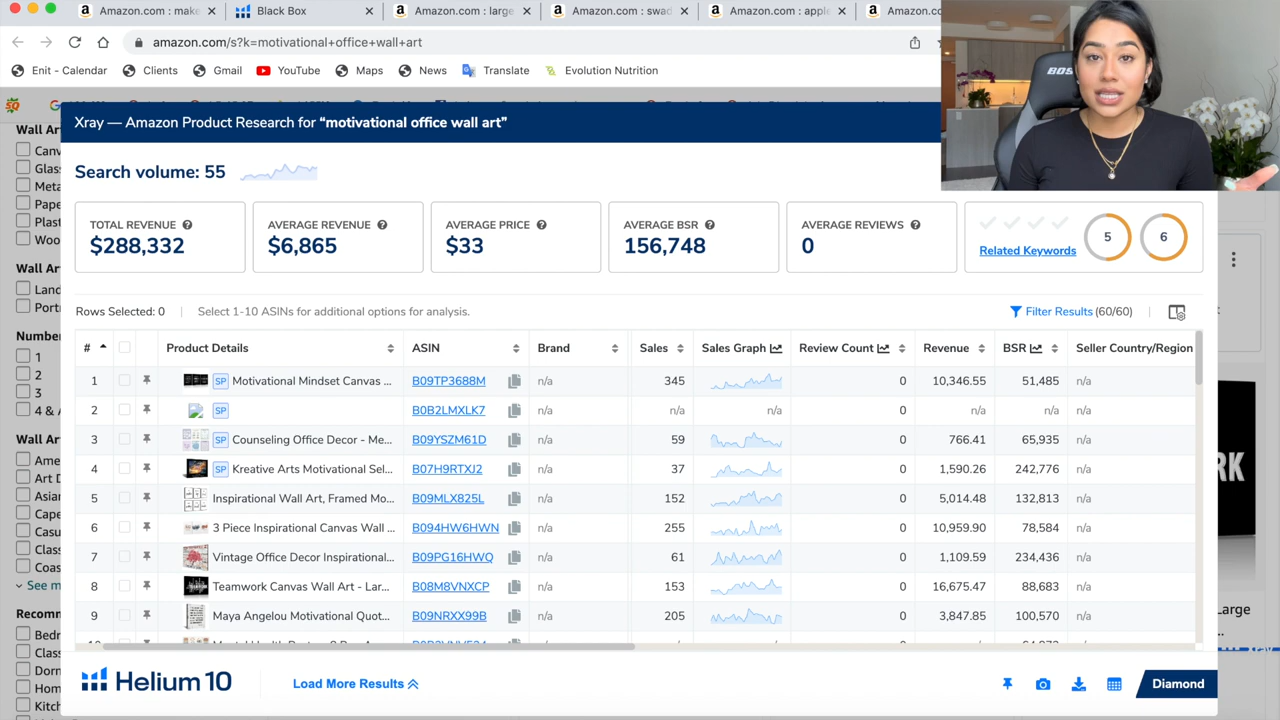 Amazon.com : make
Black Box
Amazon.com : large
Amazon.com : swad
Amazon.com : apple
Amazon.co
amazon.com/s?k=motivational+office+wall+art
Enit - Calendar
Clients
Gmail
YouTube
Maps
News
Translate
Evolution Nutrition
BOS
Wall Ar
Canv
Glass
Meta
Pape
Plast
Woo
Wall Ar
Land
Portr
Number
1
2
3
4 & A
Wall Ar
Ame
Art D
Asian
Cape
Casu
Class
Coas
See m
Recomm
Bedr
Class
Dorn
Hom
Kitch
Xray — Amazon Product Research for “motivational office wall art”
Search volume: 55
TOTAL REVENUE
$288,332
AVERAGE REVENUE
$6,865
AVERAGE PRICE
$33
AVERAGE BSR
156,748
AVERAGE REVIEWS
0
Related Keywords
5
6
Rows Selected: 0
Select 1-10 ASINs for additional options for analysis.
Filter Results (60/60)
# Product Details ASIN Brand Sales Sales Graph Review Count Revenue BSR Seller Country/Region
1 SP Motivational Mindset Canvas ... B09TP3688M n/a 345 0 10,346.55 51,485 n/a
2 SP B0B2LMXLK7 n/a n/a n/a 0 n/a n/a n/a
3 SP Counseling Office Decor - Me... B09YSZM61D n/a 59 0 766.41 65,935 n/a
4 SP Kreative Arts Motivational Sel... B07H9RTXJ2 n/a 37 0 1,590.26 242,776 n/a
5 Inspirational Wall Art, Framed Mo... B09MLX825L n/a 152 0 5,014.48 132,813 n/a
6 3 Piece Inspirational Canvas Wall ... B094HW6HWN n/a 255 0 10,959.90 78,584 n/a
7 Vintage Office Decor Inspirational... B09PG16HWQ n/a 61 0 1,109.59 234,436 n/a
8 Teamwork Canvas Wall Art - Lar... B08M8VNXCP n/a 153 0 16,675.47 88,683 n/a
9 Maya Angelou Motivational Quot... B09NRXX99B n/a 205 0 3,847.85 100,570 n/a
RK
Large
Helium 10
Load More Results
Diamond